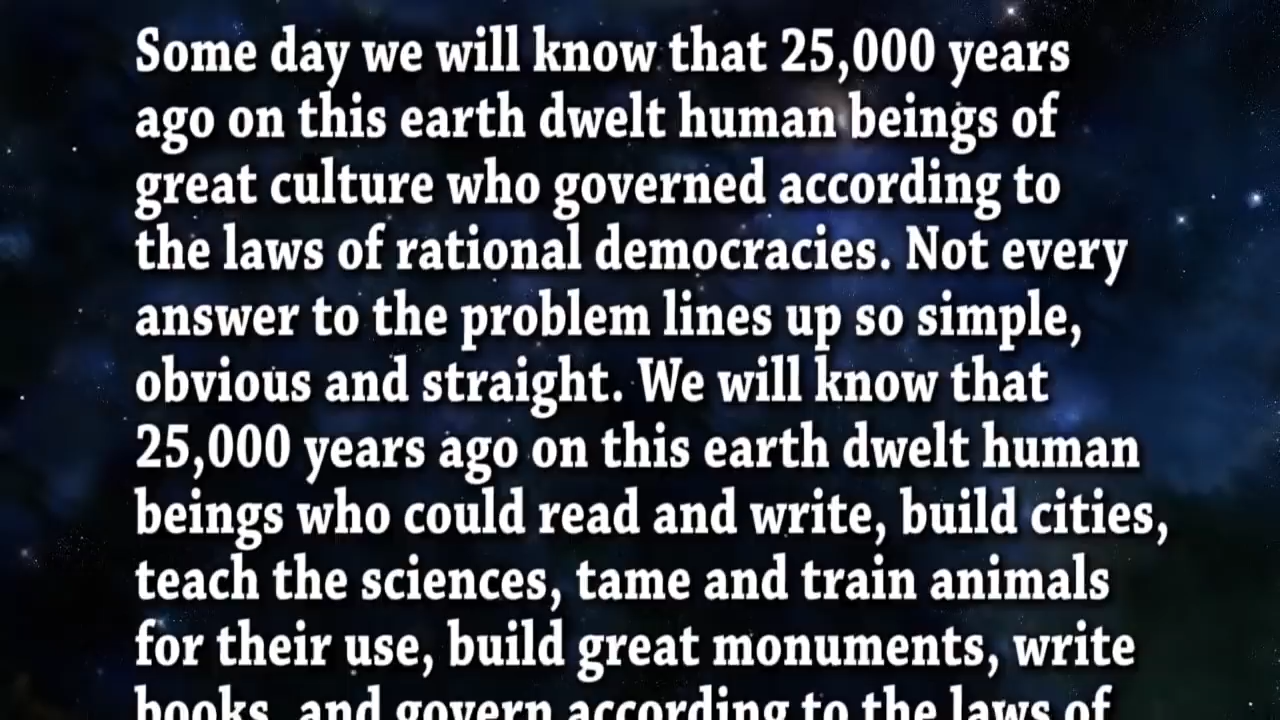 Some day we will know that 25,000 years
ago on this earth dwelt human beings of
great culture who governed according to
the laws of rational democracies. Not every
answer to the problem lines up so simple,
obvious and straight. We will know that
25,000 years ago on this earth dwelt human
beings who could read and write, build cities,
teach the sciences, tame and train animals
for their use, build great monuments, write
books, and govern according to the laws of